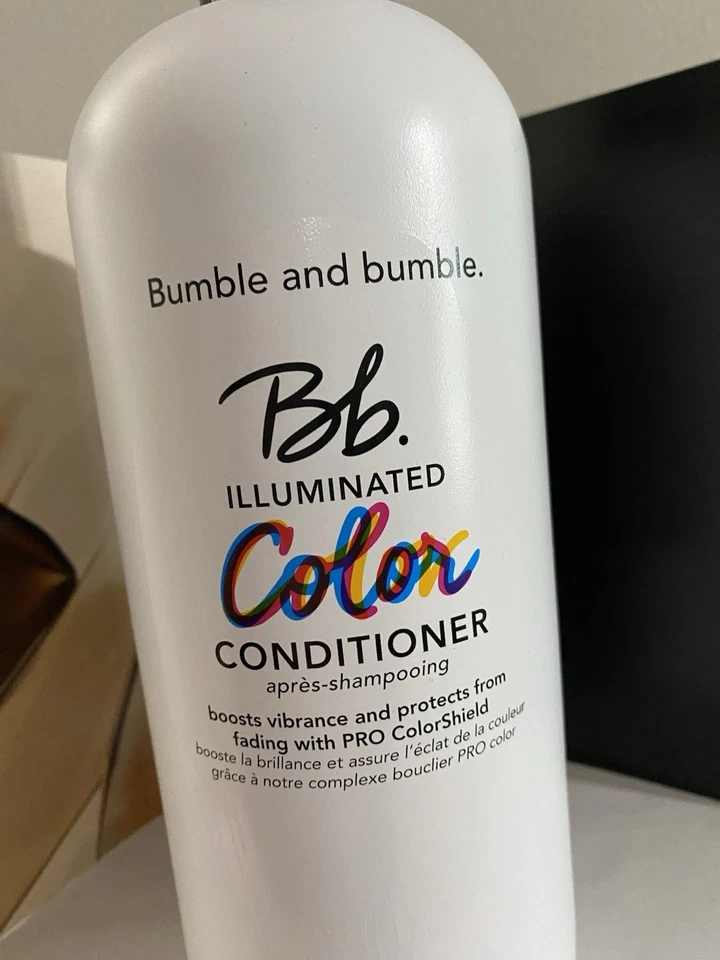 Bumble and bumble.
Bb.
ILLUMINATED
Color
CONDITIONER
après-shampooing
boosts vibrance and protects from
fading with PRO ColorShield
booste la brillance et assure l'éclat de la couleur
grâce à notre complexe bouclier PRO color